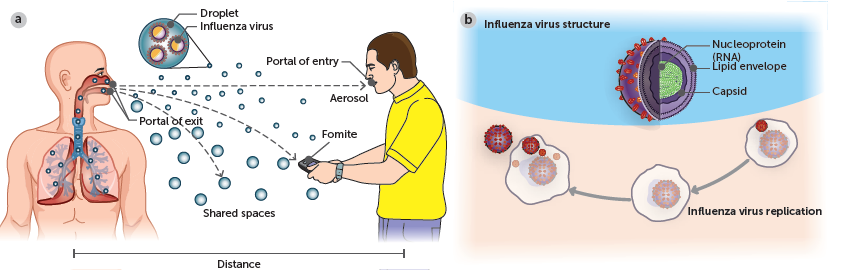 a
Droplet
Influenza virus
Portal of entry
Aerosol
Portal of exit
Fomite
Shared spaces
Distance
b
Influenza virus structure
Nucleoprotein
(RNA)
Lipid envelope
Capsid
Influenza virus replication